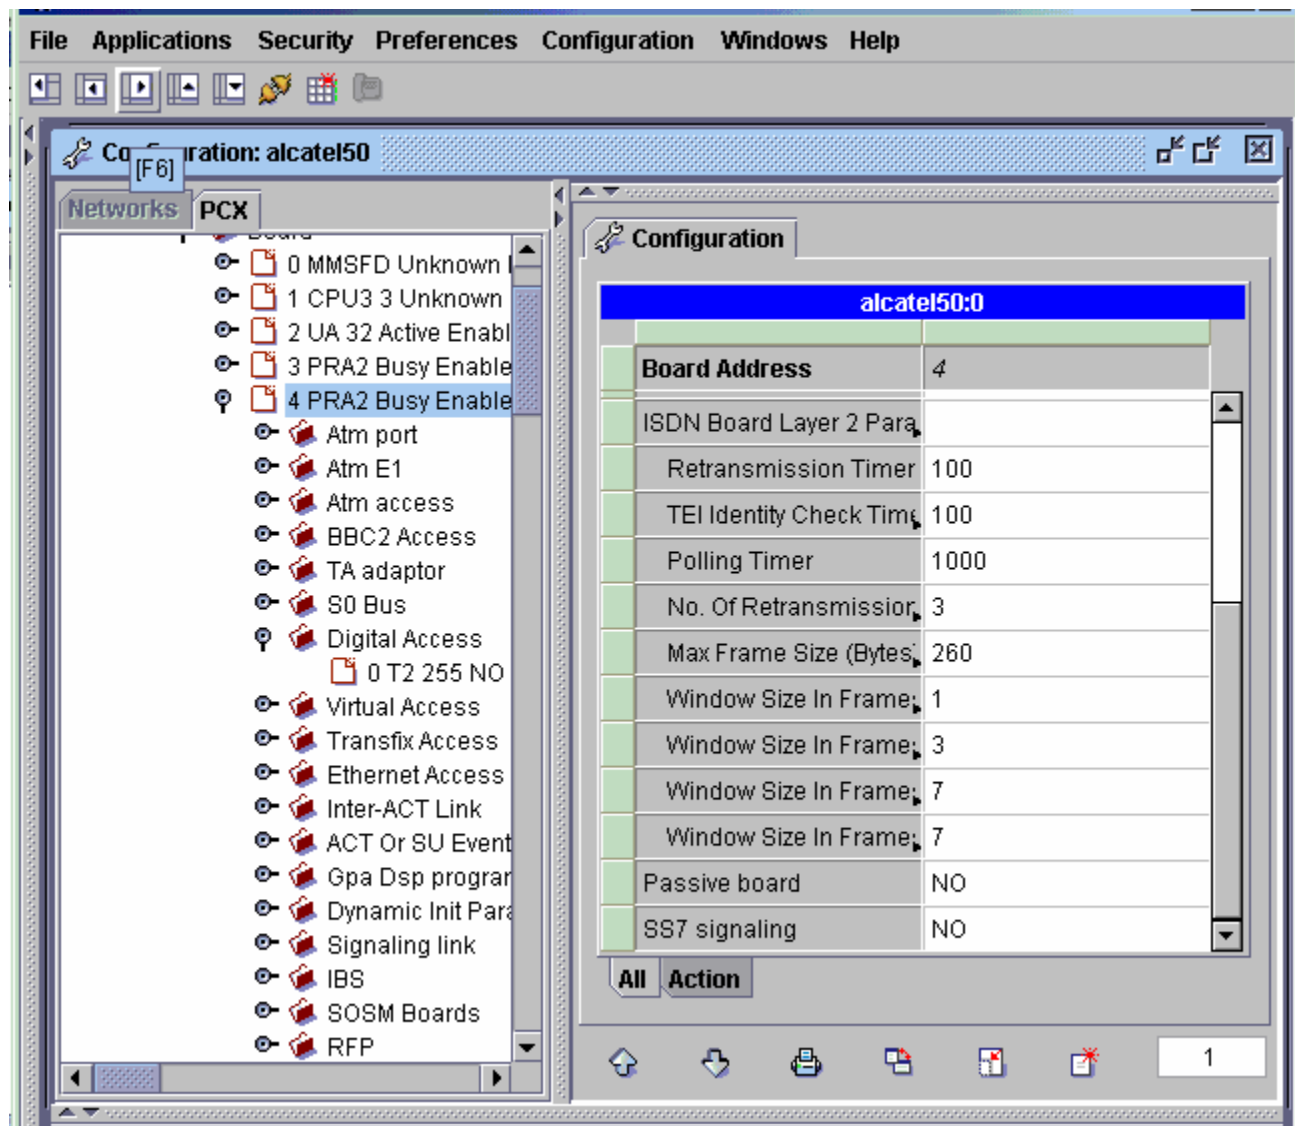 File Applications Security Preferences Configuration Windows Help
Configuration: alcatel50
[F6]
Networks PCX
Board
0 MMSFD Unknown
1 CPU3 3 Unknown
2 UA 32 Active Enabl
3 PRA2 Busy Enable
4 PRA2 Busy Enable
Atm port
Atm E1
Atm access
BBC2 Access
TA adaptor
S0 Bus
Digital Access
0 T2 255 NO
Virtual Access
Transfix Access
Ethernet Access
Inter-ACT Link
ACT Or SU Event
Gpa Dsp prograr
Dynamic Init Para
Signaling link
IBS
SOSM Boards
RFP
Configuration
alcatel50:0
Board Address 4
ISDN Board Layer 2 Para
Retransmission Timer 100
TEI Identity Check Time 100
Polling Timer 1000
No. Of Retransmission 3
Max Frame Size (Bytes) 260
Window Size In Frame 1
Window Size In Frame 3
Window Size In Frame 7
Window Size In Frame 7
Passive board NO
SS7 signaling NO
All Action
1